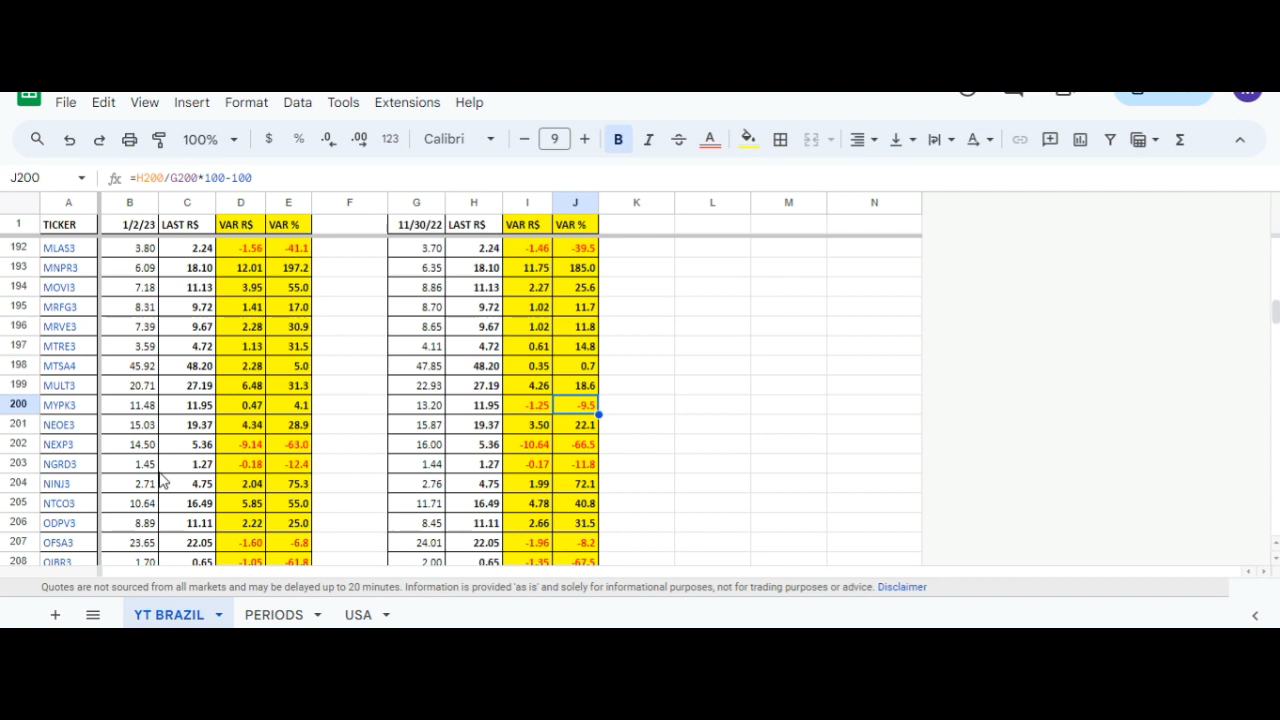 File Edit View Insert Format Data Tools Extensions Help
100% $ % .0 .00 123 Calibri 9 B I A Σ
J200 fx =H200/G200*100-100
A B C D E F G H I J K L M N
1 TICKER 1/2/23 LAST R$ VAR R$ VAR % 11/30/22 LAST R$ VAR R$ VAR %
192 MLAS3 3.80 2.24 -1.56 -41.1 3.70 2.24 -1.46 -39.5
193 MNPR3 6.09 18.10 12.01 197.2 6.35 18.10 11.75 185.0
194 MOVI3 7.18 11.13 3.95 55.0 8.86 11.13 2.27 25.6
195 MRFG3 8.31 9.72 1.41 17.0 8.70 9.72 1.02 11.7
196 MRVE3 7.39 9.67 2.28 30.9 8.65 9.67 1.02 11.8
197 MTRE3 3.59 4.72 1.13 31.5 4.11 4.72 0.61 14.8
198 MTSA4 45.92 48.20 2.28 5.0 47.85 48.20 0.35 0.7
199 MULT3 20.71 27.19 6.48 31.3 22.93 27.19 4.26 18.6
200 MYPK3 11.48 11.95 0.47 4.1 13.20 11.95 -1.25 -9.5
201 NEOE3 15.03 19.37 4.34 28.9 15.87 19.37 3.50 22.1
202 NEXP3 14.50 5.36 -9.14 -63.0 16.00 5.36 -10.64 -66.5
203 NGRD3 1.45 1.27 -0.18 -12.4 1.44 1.27 -0.17 -11.8
204 NINJ3 2.71 4.75 2.04 75.3 2.76 4.75 1.99 72.1
205 NTCO3 10.64 16.49 5.85 55.0 11.71 16.49 4.78 40.8
206 ODPV3 8.89 11.11 2.22 25.0 8.45 11.11 2.66 31.5
207 OFSA3 23.65 22.05 -1.60 -6.8 24.01 22.05 -1.96 -8.2
208 OIBR3 1.70 0.65 -1.05 -61.8 2.00 0.65 -1.35 -67.5
Quotes are not sourced from all markets and may be delayed up to 20 minutes. Information is provided 'as is' and solely for informational purposes, not for trading purposes or advice. Disclaimer
YT BRAZIL PERIODS USA